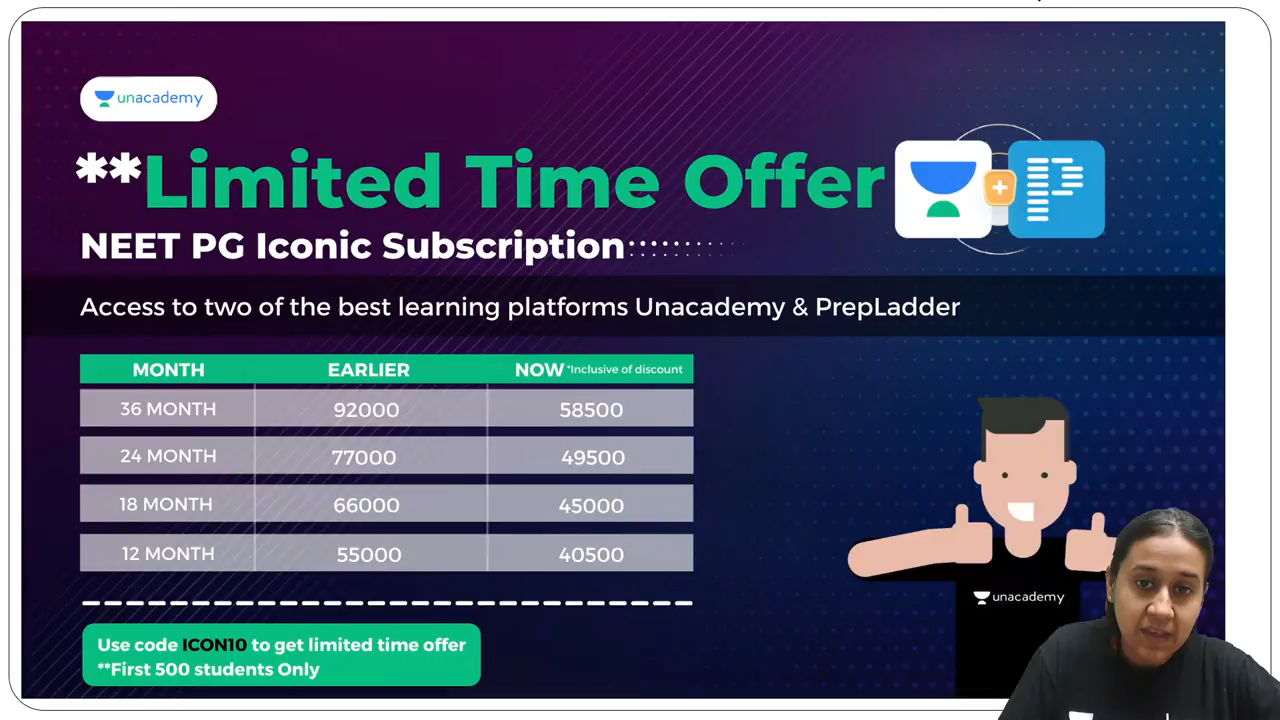 unacademy
**Limited Time Offer
NEET PG Iconic Subscription
Access to two of the best learning platforms Unacademy & PrepLadder
MONTH EARLIER NOW *Inclusive of discount
36 MONTH 92000 58500
24 MONTH 77000 49500
18 MONTH 66000 45000
12 MONTH 55000 40500
unacademy
Use code ICON10 to get limited time offer
**First 500 students Only